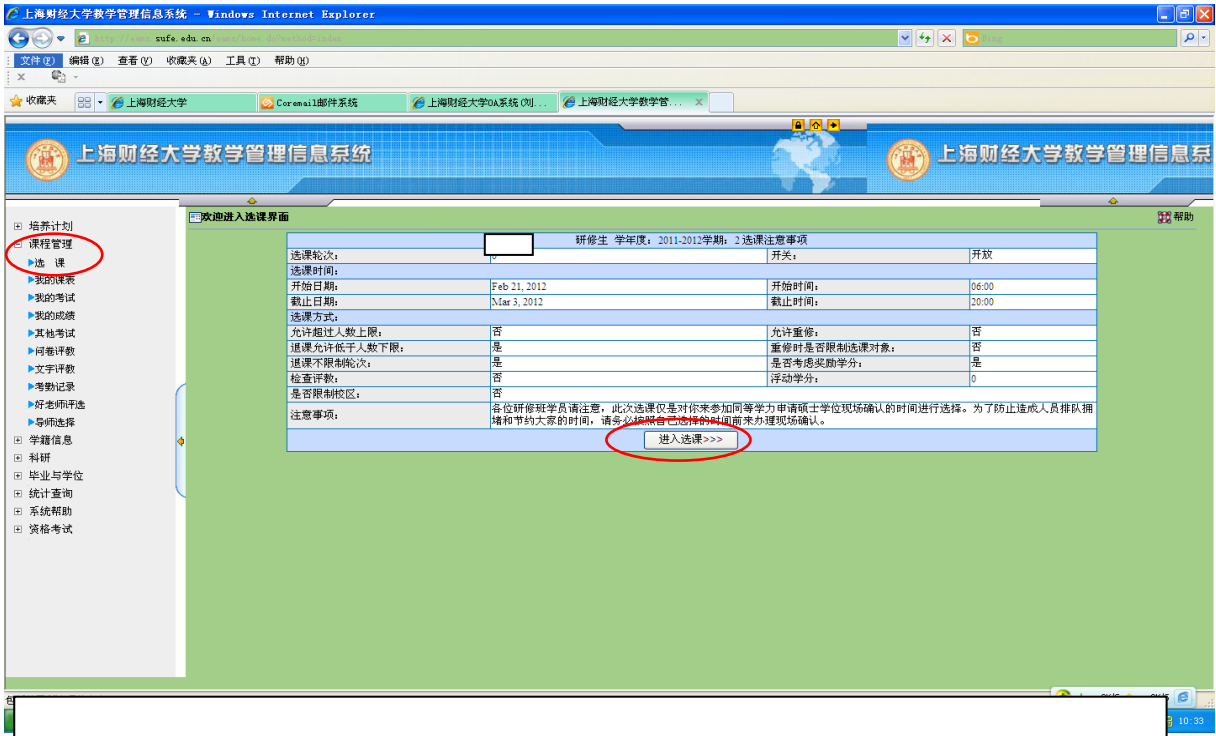 上海财经大学教学管理信息系统 - Windows Internet Explorer
sufe.edu.cn
Bing
文件(F) 编辑(E) 查看(V) 收藏夹(A) 工具(T) 帮助(H)
x
收藏夹 上海财经大学 Coremail邮件系统 上海财经大学OA系统(刘... 上海财经大学教学管... x
上海财经大学教学管理信息系统
上海财经大学教学管理信息系
欢迎进入选课界面 帮助
培养计划
课程管理
选 课
我的课表
我的考试
我的成绩
其他考试
问卷评教
文字评教
考勤记录
好老师评选
导师选择
学籍信息
科研
毕业与学位
统计查询
系统帮助
资格考试
研修生 学年度：2011-2012学期：2选课注意事项
选课轮次： 开关： 开放
选课时间：
开始日期： Feb 21, 2012 开始时间： 06:00
截止日期： Mar 3, 2012 截止时间： 20:00
选课方式：
允许超过人数上限： 否 允许重修： 否
退课允许低于人数下限： 是 重修时是否限制选课对象： 否
退课不限制轮次： 是 是否考虑奖励学分： 是
检查评教： 否 浮动学分： 0
是否限制校区： 否
注意事项： 各位研修班学员请注意，此次选课仅是对你来参加同等学力申请硕士学位现场确认的时间进行选择。为了防止造成人员排队拥
堵和节约大家的时间，请务必按照自己选择的时间前来办理现场确认。
进入选课>>>
10:33